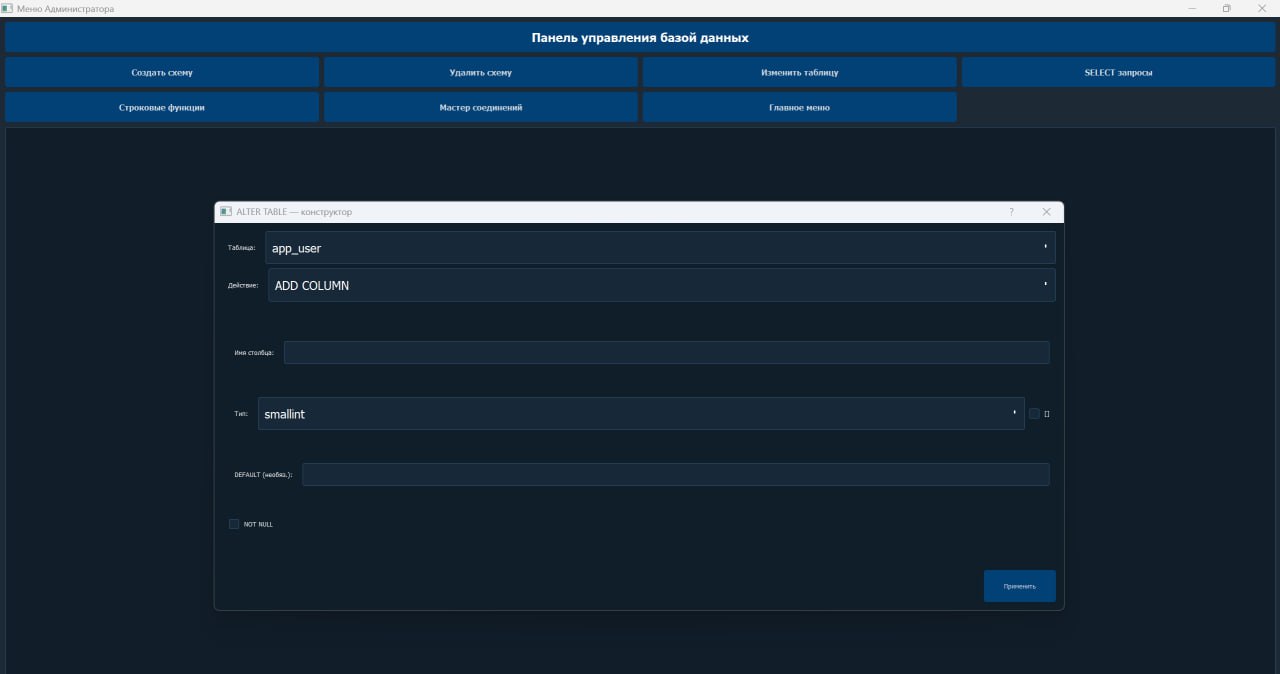 Меню Администратора
Панель управления базой данных
Создать схему
Удалить схему
Изменить таблицу
SELECT запросы
Строковые функции
Мастер соединений
Главное меню
ALTER TABLE — конструктор
?
Таблица:
app_user
Действие:
ADD COLUMN
Имя столбца:
Тип:
smallint
[]
DEFAULT (необяз.):
NOT NULL
Применить